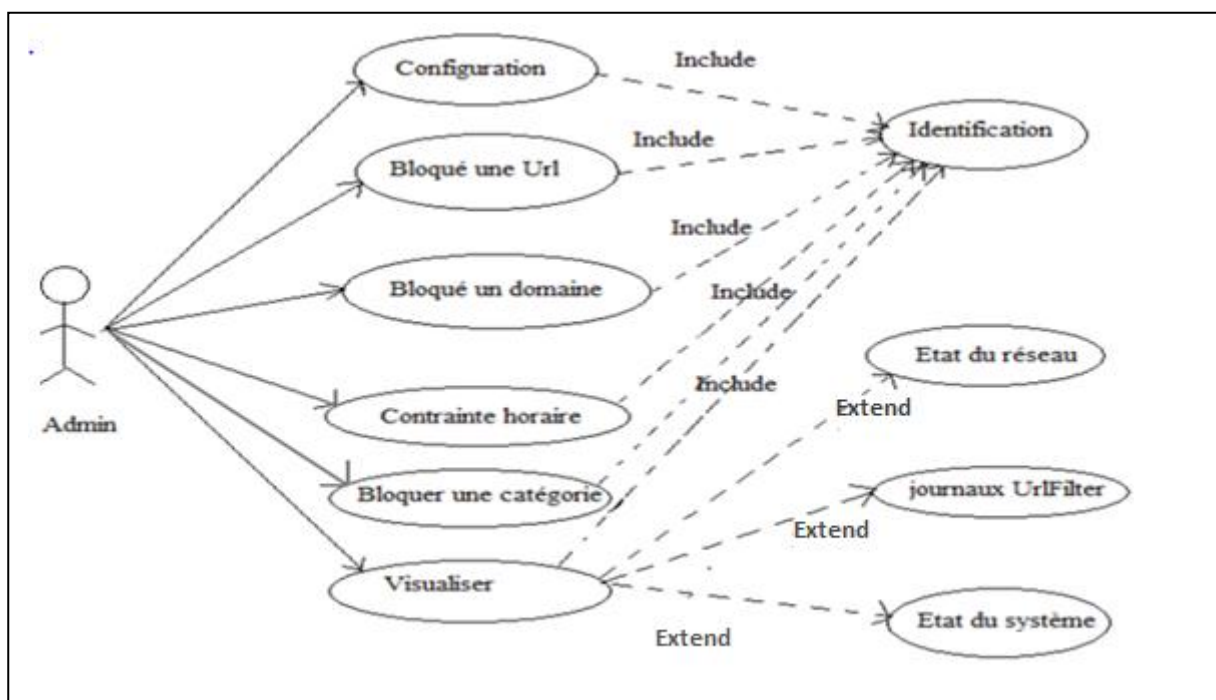 Configuration
Include
Identification
Include
Bloqué une Url
Include
Bloqué un domaine
Include
Etat du réseau
Include
Extend
Contrainte horaire
Admin
Bloquer une catégorie
journaux UrlFilter
Extend
Visualiser
Etat du système
Extend